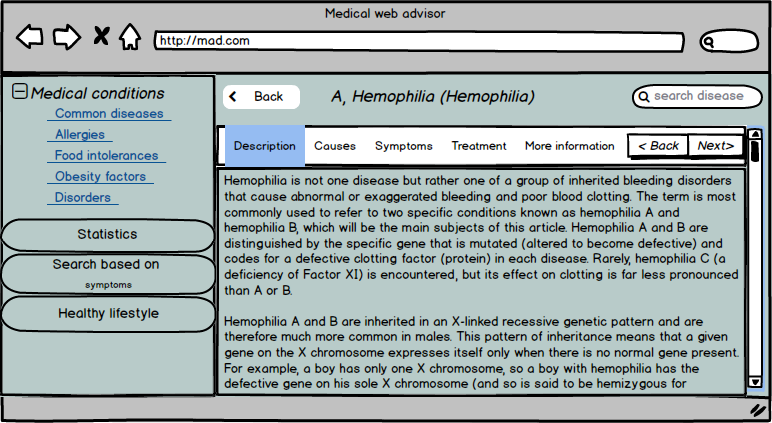 Medical web advisor
http://mad.com
Medical conditions
Common diseases
Allergies
Food intolerances
Obesity factors
Disorders
Statistics
Search based on
symptoms
Healthy lifestyle
Back
A, Hemophilia (Hemophilia)
search disease
Description Causes Symptoms Treatment More information < Back Next>
Hemophilia is not one disease but rather one of a group of inherited bleeding disorders
that cause abnormal or exaggerated bleeding and poor blood clotting. The term is most
commonly used to refer to two specific conditions known as hemophilia A and
hemophilia B, which will be the main subjects of this article. Hemophilia A and B are
distinguished by the specific gene that is mutated (altered to become defective) and
codes for a defective clotting factor (protein) in each disease. Rarely, hemophilia C (a
deficiency of Factor XI) is encountered, but its effect on clotting is far less pronounced
than A or B.
Hemophilia A and B are inherited in an X-linked recessive genetic pattern and are
therefore much more common in males. This pattern of inheritance means that a given
gene on the X chromosome expresses itself only when there is no normal gene present.
For example, a boy has only one X chromosome, so a boy with hemophilia has the
defective gene on his sole X chromosome (and so is said to be hemizygous for